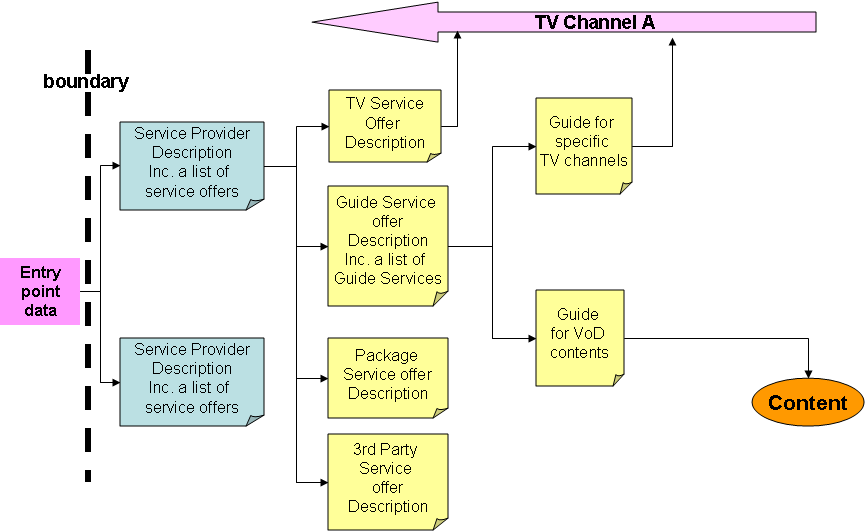 TV Channel A
boundary
Service Provider
Description
Inc. a list of
service offers
TV Service
Offer
Description
Guide for
specific
TV channels
Guide Service
offer
Description
Inc. a list of
Guide Services
Entry
point
data
Guide
for VoD
contents
Service Provider
Description
Inc. a list of
service offers
Package
Service offer
Description
Content
3rd Party
Service
offer
Description